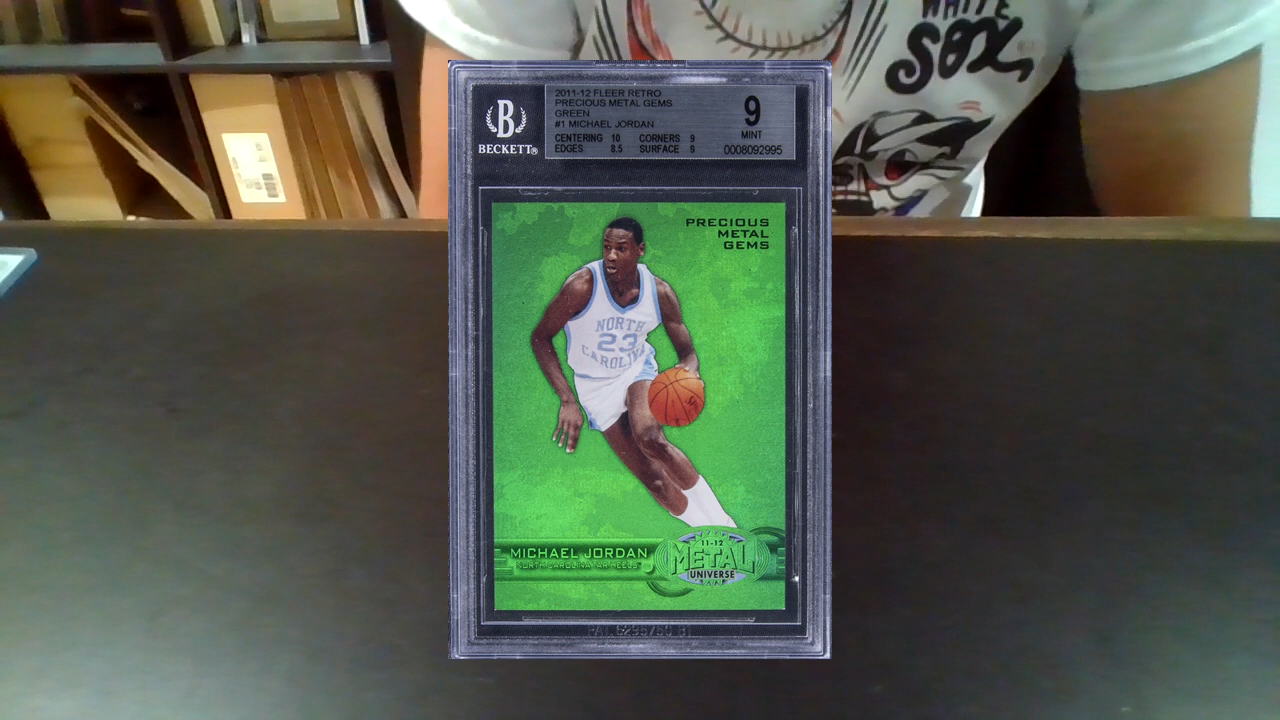 WHITE
SOX
2011-12 FLEER RETRO
PRECIOUS METAL GEMS
GREEN
#1 MICHAEL JORDAN
CENTERING 10 CORNERS 9
EDGES 8.5 SURFACE 9
9
MINT
0008092995
B
BECKETT®
PRECIOUS
METAL
GEMS
NORTH
23
CAROLINA
MICHAEL JORDAN
NORTH CAROLINA TAR HEELS
11-12
METAL
UNIVERSE